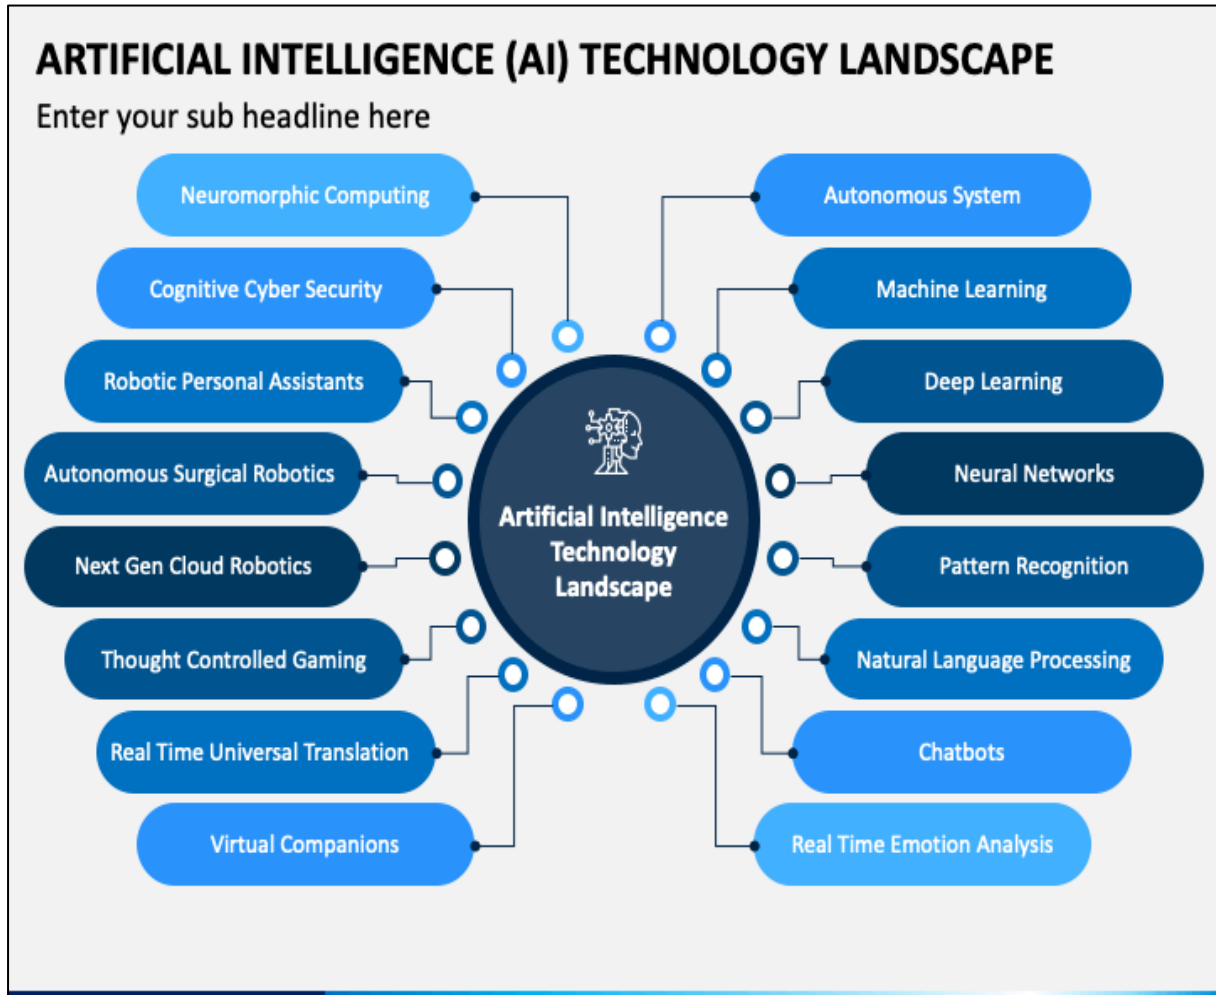 ARTIFICIAL INTELLIGENCE (AI) TECHNOLOGY LANDSCAPE
Enter your sub headline here
Neuromorphic Computing
Cognitive Cyber Security
Robotic Personal Assistants
Autonomous Surgical Robotics
Next Gen Cloud Robotics
Thought Controlled Gaming
Real Time Universal Translation
Virtual Companions
Artificial Intelligence
Technology
Landscape
Autonomous System
Machine Learning
Deep Learning
Neural Networks
Pattern Recognition
Natural Language Processing
Chatbots
Real Time Emotion Analysis